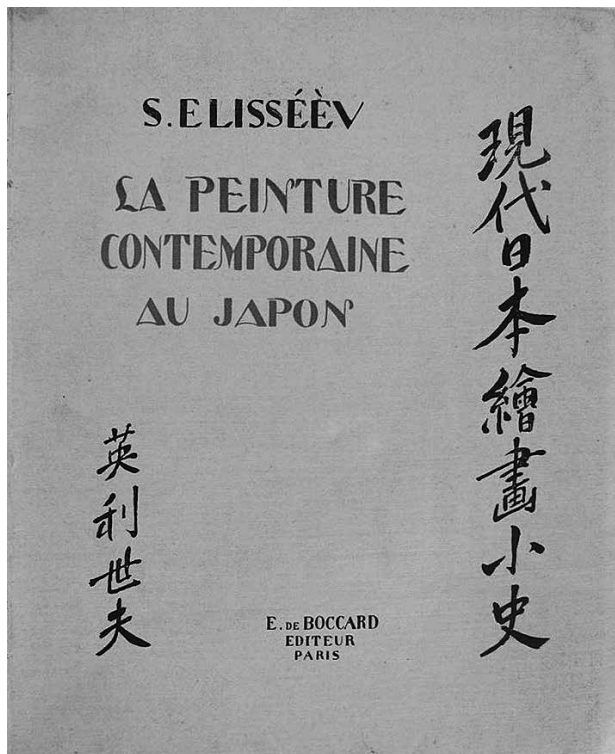 S. ELISSÉÈV
LA PEINTURE
CONTEMPORAINE
AU JAPON
現代日本繪畫小史
英利世夫
E. DE BOCCARD
EDITEUR
PARIS